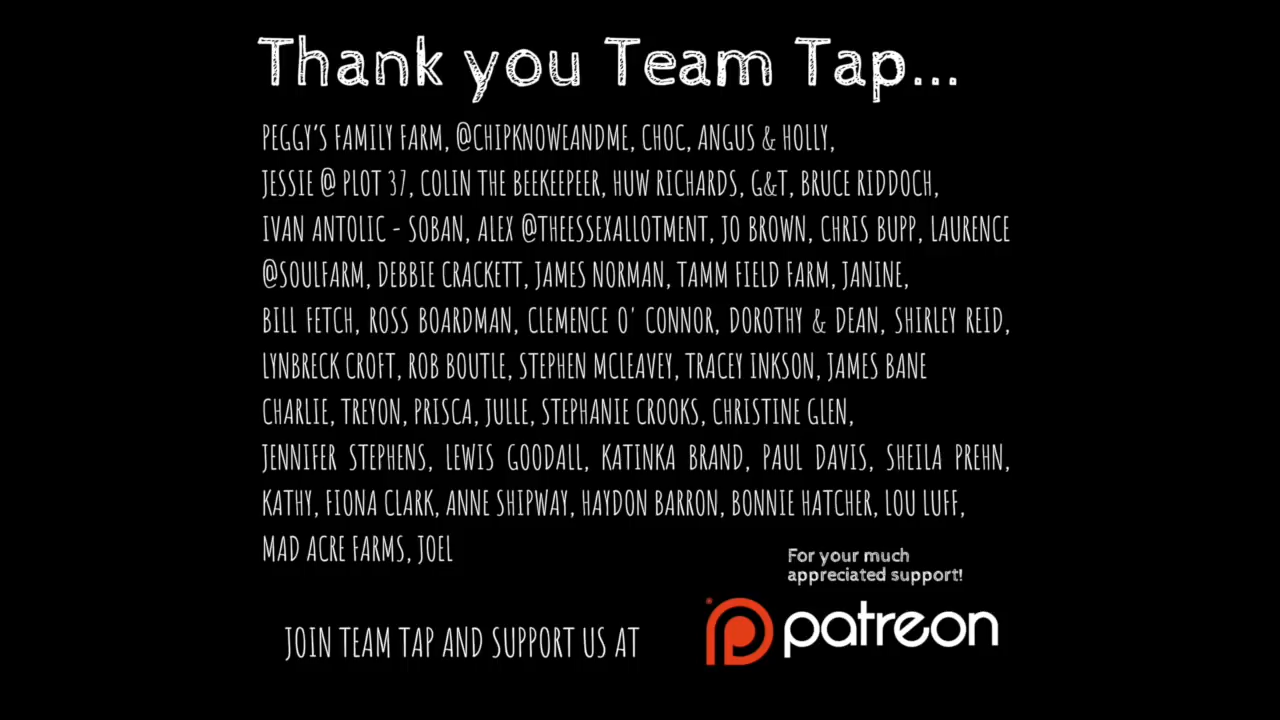 Thank you Team Tap...
PEGGY'S FAMILY FARM, @CHIPKNOWEANDME, CHOC, ANGUS & HOLLY,
JESSIE @ PLOT 37, COLIN THE BEEKEPEER, HUW RICHARDS, G&T, BRUCE RIDDOCH,
IVAN ANTOLIC - SOBAN, ALEX @THEESSEXALLOTMENT, JO BROWN, CHRIS BUPP, LAURENCE
@SOULFARM, DEBBIE CRACKETT, JAMES NORMAN, TAMM FIELD FARM, JANINE,
BILL FETCH, ROSS BOARDMAN, CLEMENCE O' CONNOR, DOROTHY & DEAN, SHIRLEY REID,
LYNBRECK CROFT, ROB BOUTLE, STEPHEN MCLEAVEY, TRACEY INKSON, JAMES BANE
CHARLIE, TREYON, PRISCA, JULLE, STEPHANIE CROOKS, CHRISTINE GLEN,
JENNIFER STEPHENS, LEWIS GOODALL, KATINKA BRAND, PAUL DAVIS, SHEILA PREHN,
KATHY, FIONA CLARK, ANNE SHIPWAY, HAYDON BARRON, BONNIE HATCHER, LOU LUFF,
MAD ACRE FARMS, JOEL
For your much
appreciated support!
JOIN TEAM TAP AND SUPPORT US AT
patreon